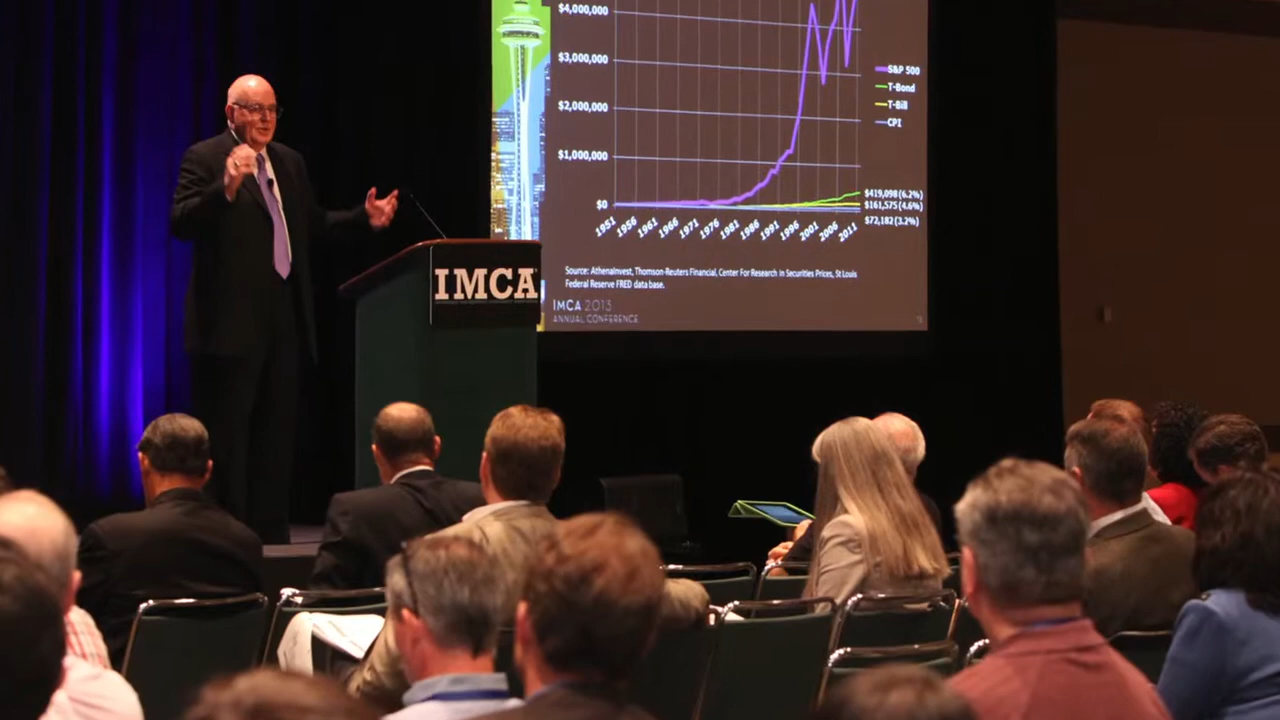 $4,000,000
$3,000,000
$2,000,000
$1,000,000
$0
S&P 500
T-Bond
T-Bill
CPI
$419,098 (6.2%)
$161,575 (4.6%)
$72,182 (3.2%)
1951 1956 1961 1966 1971 1976 1981 1986 1991 1996 2001 2006 2011
Source: AthenaInvest, Thomson-Reuters Financial, Center For Research in Securities Prices, St Louis
Federal Reserve FRED data base.
IMCA 2013
ANNUAL CONFERENCE
IMCA